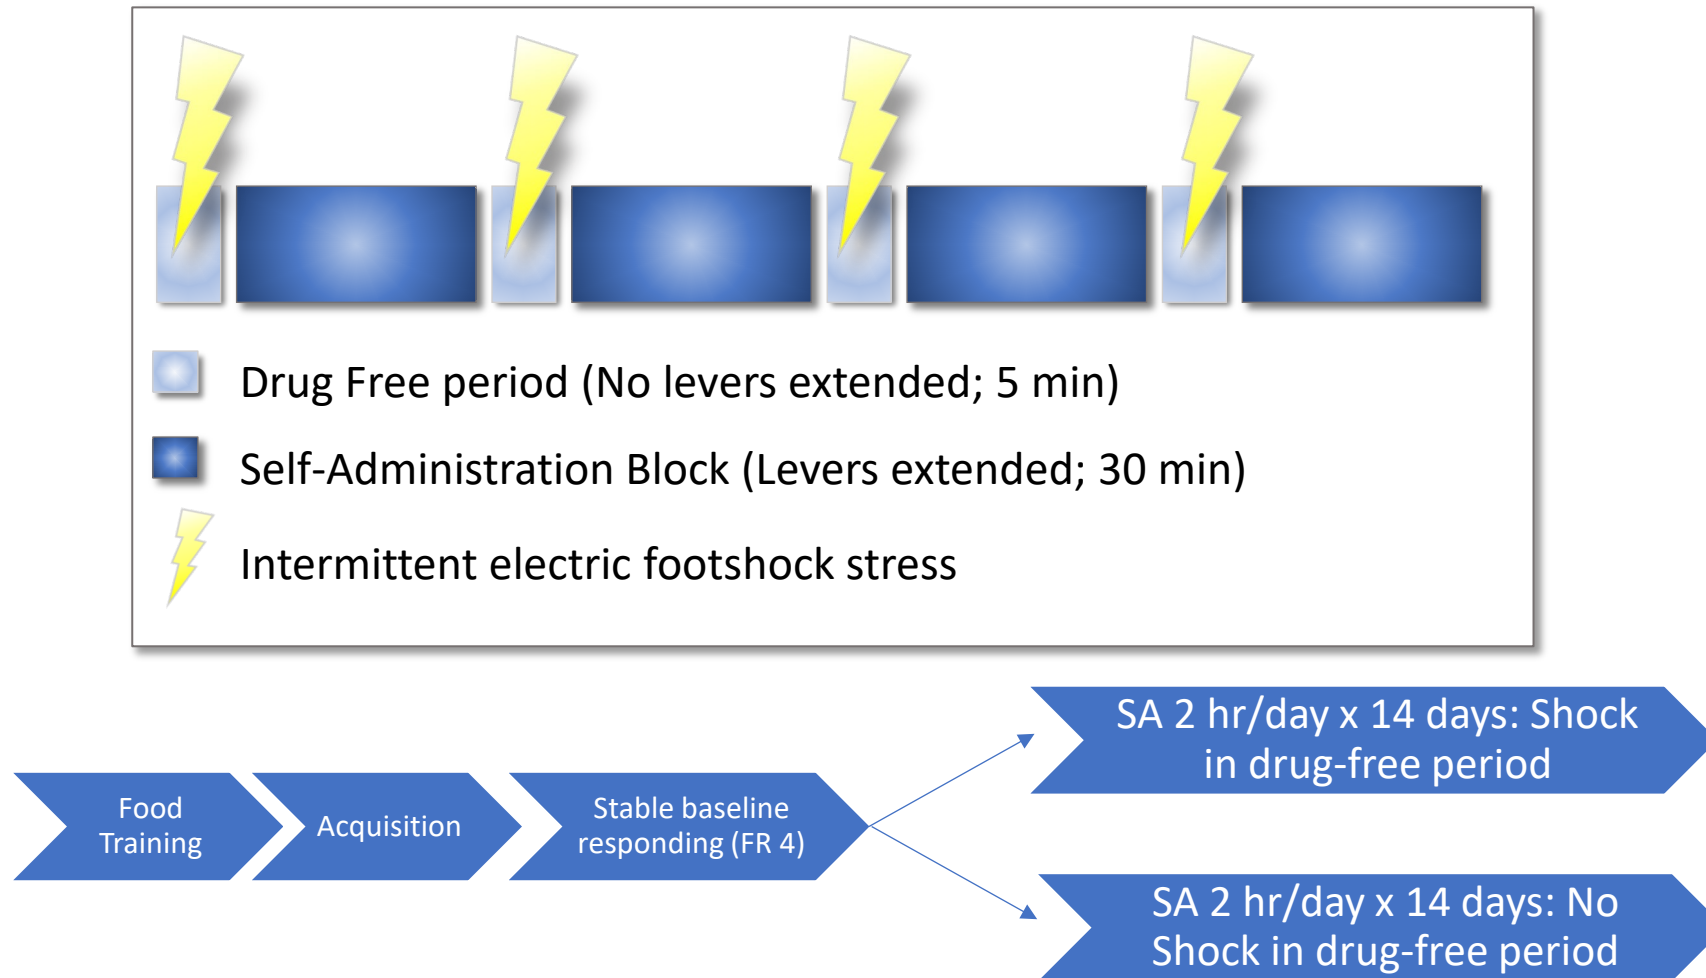 Drug Free period (No levers extended; 5 min)
Self-Administration Block (Levers extended; 30 min)
Intermittent electric footshock stress
Food
Training
Acquisition
Stable baseline
responding (FR 4)
SA 2 hr/day x 14 days: Shock
in drug-free period
SA 2 hr/day x 14 days: No
Shock in drug-free period